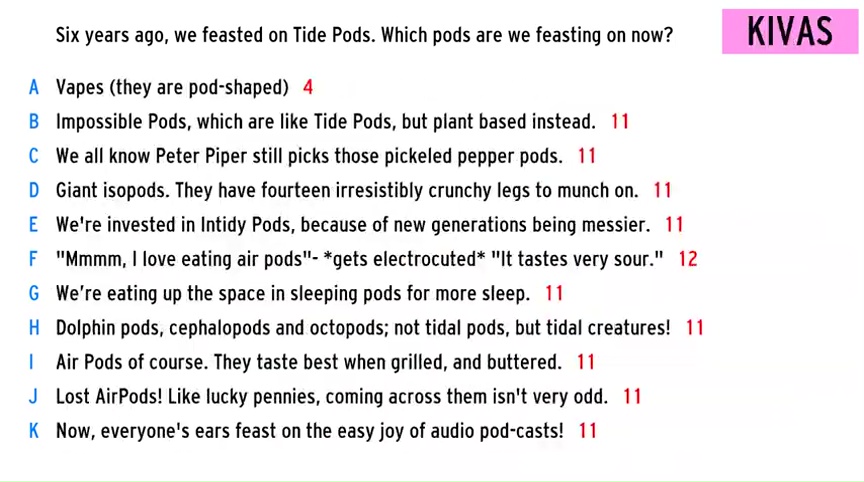 Six years ago, we feasted on Tide Pods. Which pods are we feasting on now?
KIVAS
A Vapes (they are pod-shaped) 4
B Impossible Pods, which are like Tide Pods, but plant based instead. 11
C We all know Peter Piper still picks those pickeled pepper pods. 11
D Giant isopods. They have fourteen irresistibly crunchy legs to munch on. 11
E We're invested in Intidy Pods, because of new generations being messier. 11
F "Mmmm, I love eating air pods"- *gets electrocuted* "It tastes very sour." 12
G We’re eating up the space in sleeping pods for more sleep. 11
H Dolphin pods, cephalopods and octopods; not tidal pods, but tidal creatures! 11
I Air Pods of course. They taste best when grilled, and buttered. 11
J Lost AirPods! Like lucky pennies, coming across them isn't very odd. 11
K Now, everyone's ears feast on the easy joy of audio pod-casts! 11